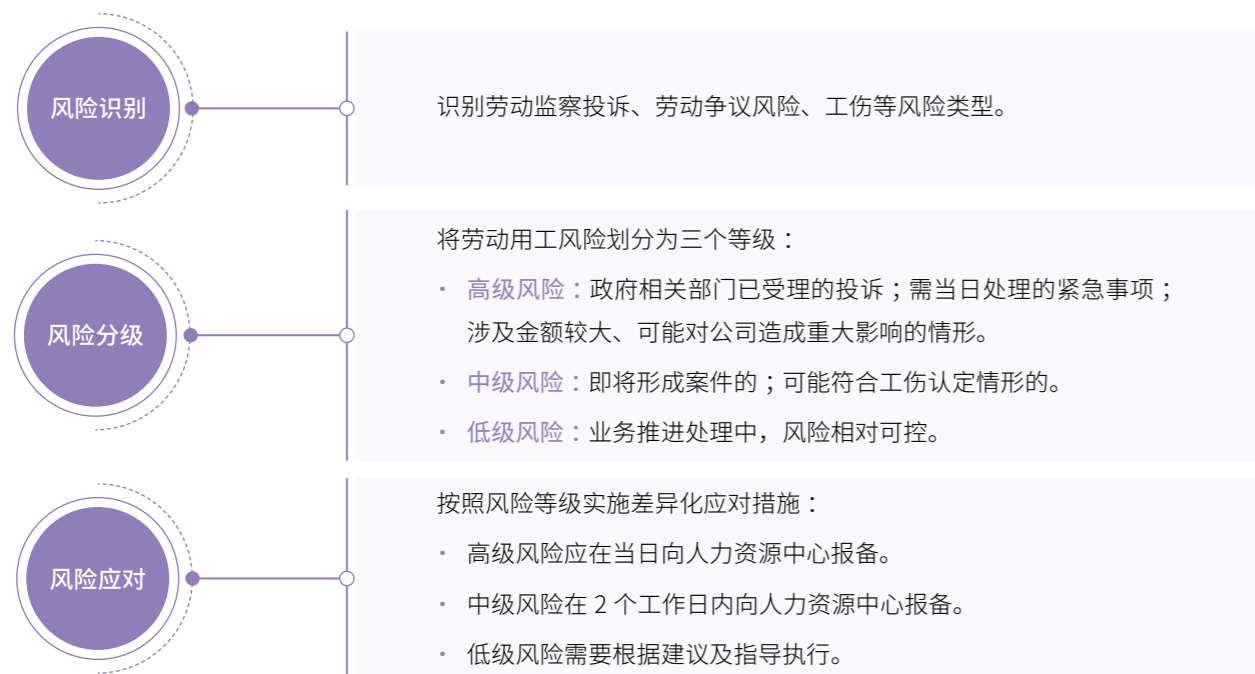 风险识别
识别劳动监察投诉、劳动争议风险、工伤等风险类型。
风险分级
将劳动用工风险划分为三个等级：
· 高级风险：政府相关部门已受理的投诉；需当日处理的紧急事项；
涉及金额较大、可能对公司造成重大影响的情形。
· 中级风险：即将形成案件的；可能符合工伤认定情形的。
· 低级风险：业务推进处理中，风险相对可控。
风险应对
按照风险等级实施差异化应对措施：
· 高级风险应在当日向人力资源中心报备。
· 中级风险在 2 个工作日内向人力资源中心报备。
· 低级风险需要根据建议及指导执行。